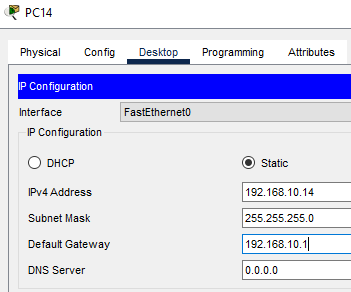 PC14
Physical Config Desktop Programming Attributes
IP Configuration
Interface FastEthernet0
IP Configuration
DHCP Static
IPv4 Address 192.168.10.14
Subnet Mask 255.255.255.0
Default Gateway 192.168.10.1
DNS Server 0.0.0.0